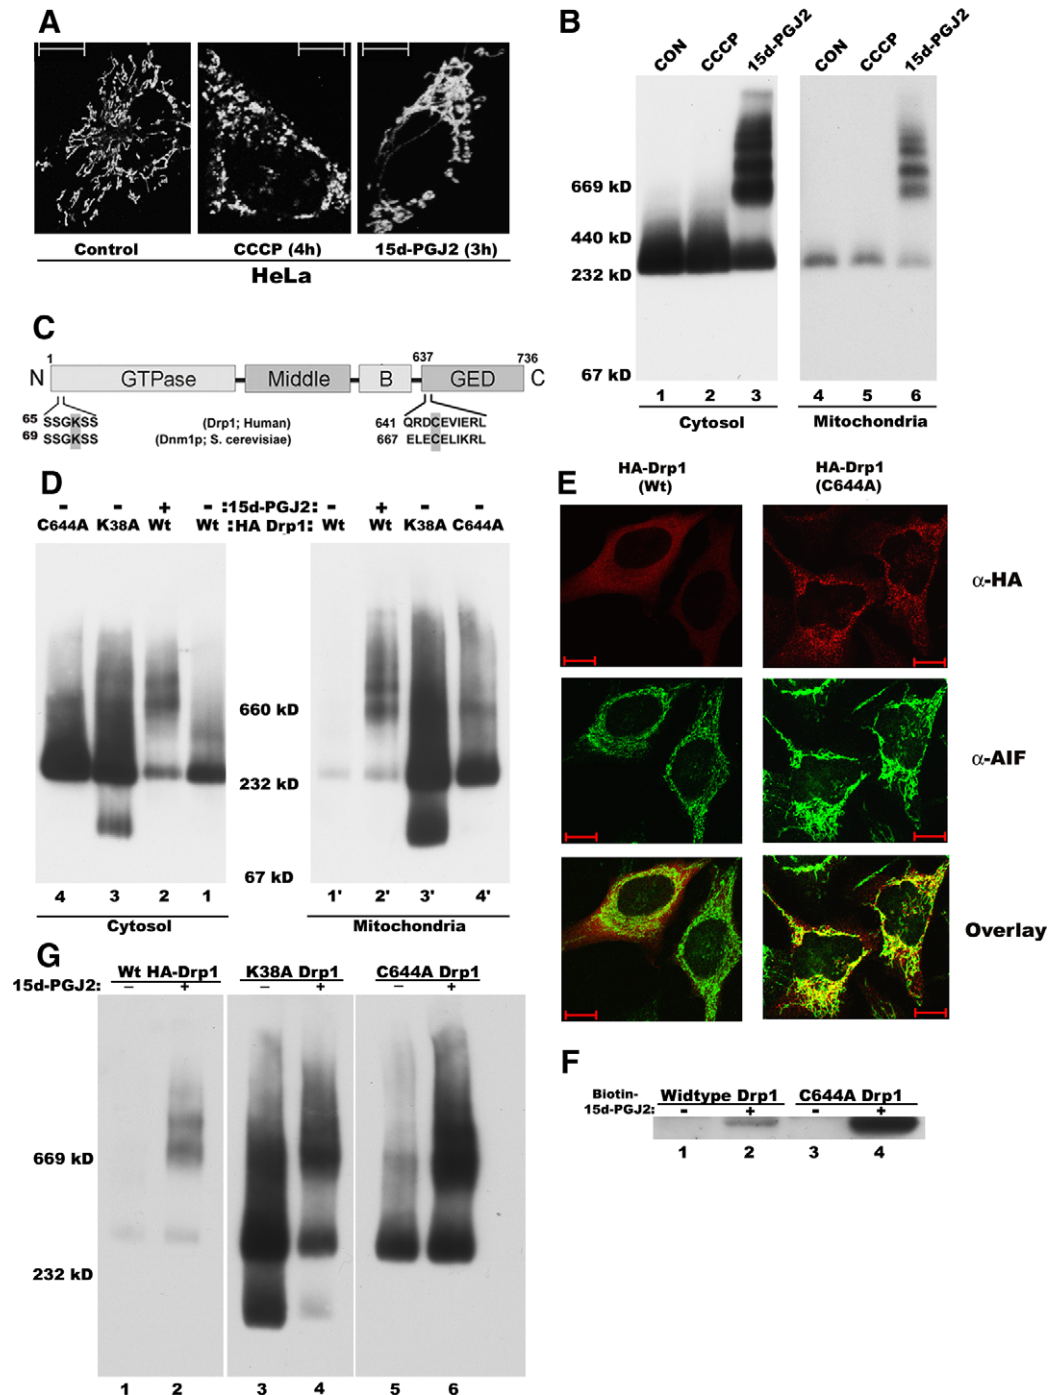 A
Control
CCCP (4h)
15d-PGJ2 (3h)
HeLa
B
CON
CCCP
15d-PGJ2
CON
CCCP
15d-PGJ2
669 kD
440 kD
232 kD
67 kD
1 2 3 4 5 6
Cytosol
Mitochondria
C
1 637 736
N GTPase Middle B GED C
65 SSGKSS (Drp1; Human) 641 QRDCEVIERL
69 SSGKSS (Dnm1p; S. cerevisiae) 667 ELECELIKRL
D
- - + - :15d-PGJ2: - + - -
C644A K38A Wt Wt :HA Drp1: Wt Wt K38A C644A
660 kD
232 kD
67 kD
4 3 2 1 1' 2' 3' 4'
Cytosol
Mitochondria
E
HA-Drp1
(Wt)
HA-Drp1
(C644A)
α-HA
α-AIF
Overlay
F
Biotin-
15d-PGJ2:
Widtype Drp1
C644A Drp1
- + - +
1 2 3 4
G
Wt HA-Drp1 K38A Drp1 C644A Drp1
15d-PGJ2: – + – + – +
669 kD
232 kD
1 2 3 4 5 6